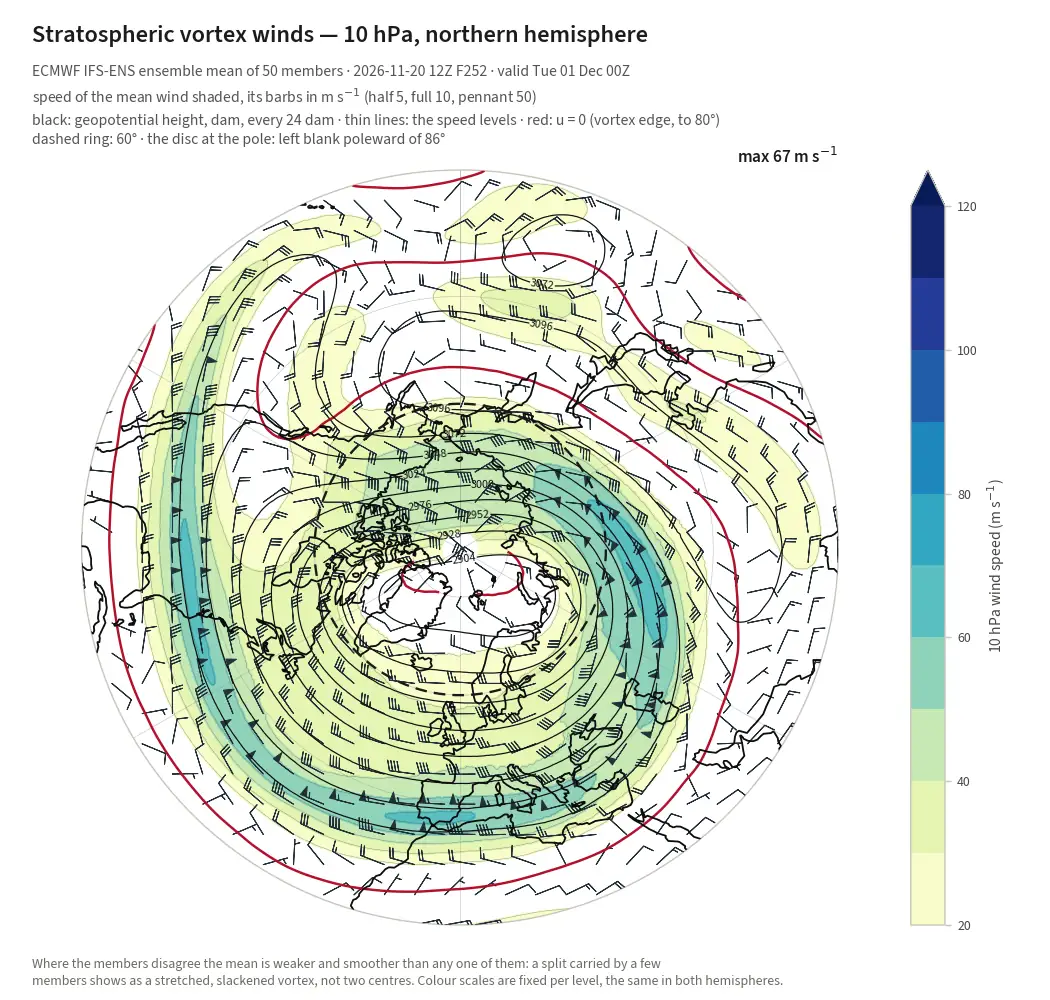 Stratospheric vortex winds — 10 hPa, northern hemisphere
ECMWF IFS-ENS ensemble mean of 50 members · 2026-11-20 12Z F252 · valid Tue 01 Dec 00Z
speed of the mean wind shaded, its barbs in m s⁻¹ (half 5, full 10, pennant 50)
black: geopotential height, dam, every 24 dam · thin lines: the speed levels · red: u = 0 (vortex edge, to 80°)
dashed ring: 60° · the disc at the pole: left blank poleward of 86°
max 67 m s⁻¹
120
100
80
60
40
20
10 hPa wind speed (m s⁻¹)
3072
3096
3096
3072
3048
3024
3000
2976
2952
2928
2904
Where the members disagree the mean is weaker and smoother than any one of them: a split carried by a few
members shows as a stretched, slackened vortex, not two centres. Colour scales are fixed per level, the same in both hemispheres.